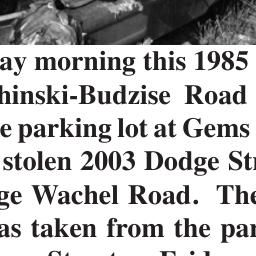 ay morning this 1985
hinski-Budzise Road
e parking lot at Gems
stolen 2003 Dodge Str
ge Wachel Road. The
as taken from the par